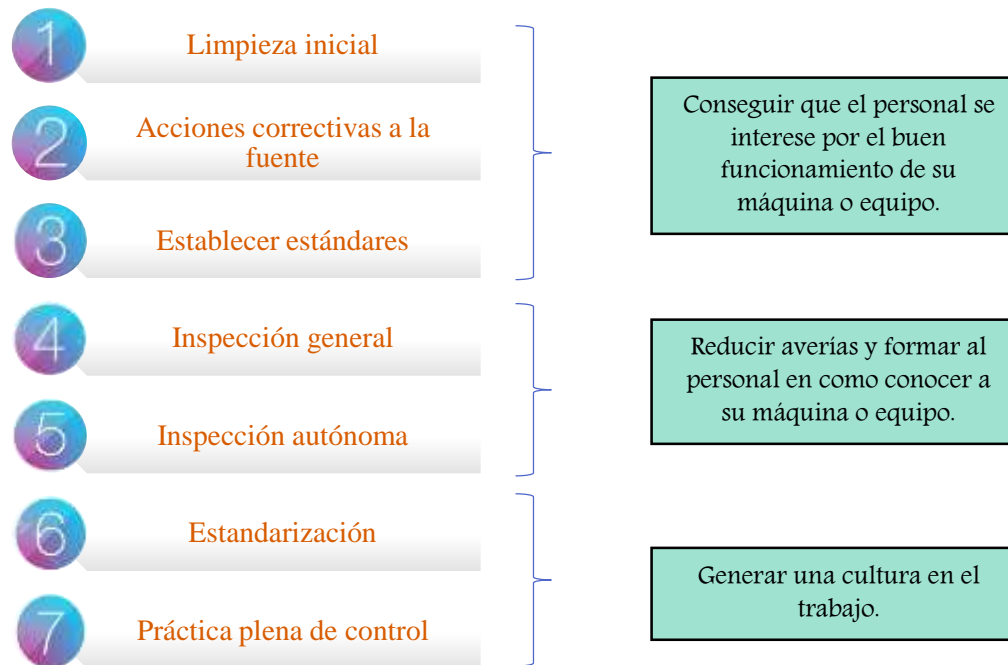 1
Limpieza inicial
2
Acciones correctivas a la
fuente
3
Establecer estándares
Conseguir que el personal se
interese por el buen
funcionamiento de su
máquina o equipo.
4
Inspección general
5
Inspección autónoma
Reducir averías y formar al
personal en como conocer a
su máquina o equipo.
6
Estandarización
7
Práctica plena de control
Generar una cultura en el
trabajo.